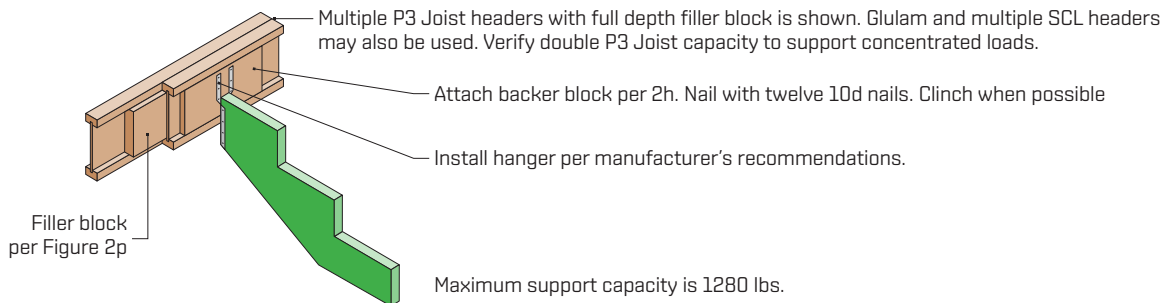 Multiple P3 Joist headers with full depth filler block is shown. Glulam and multiple SCL headers
may also be used. Verify double P3 Joist capacity to support concentrated loads.
Attach backer block per 2h. Nail with twelve 10d nails. Clinch when possible
Install hanger per manufacturer’s recommendations.
Filler block
per Figure 2p
Maximum support capacity is 1280 lbs.